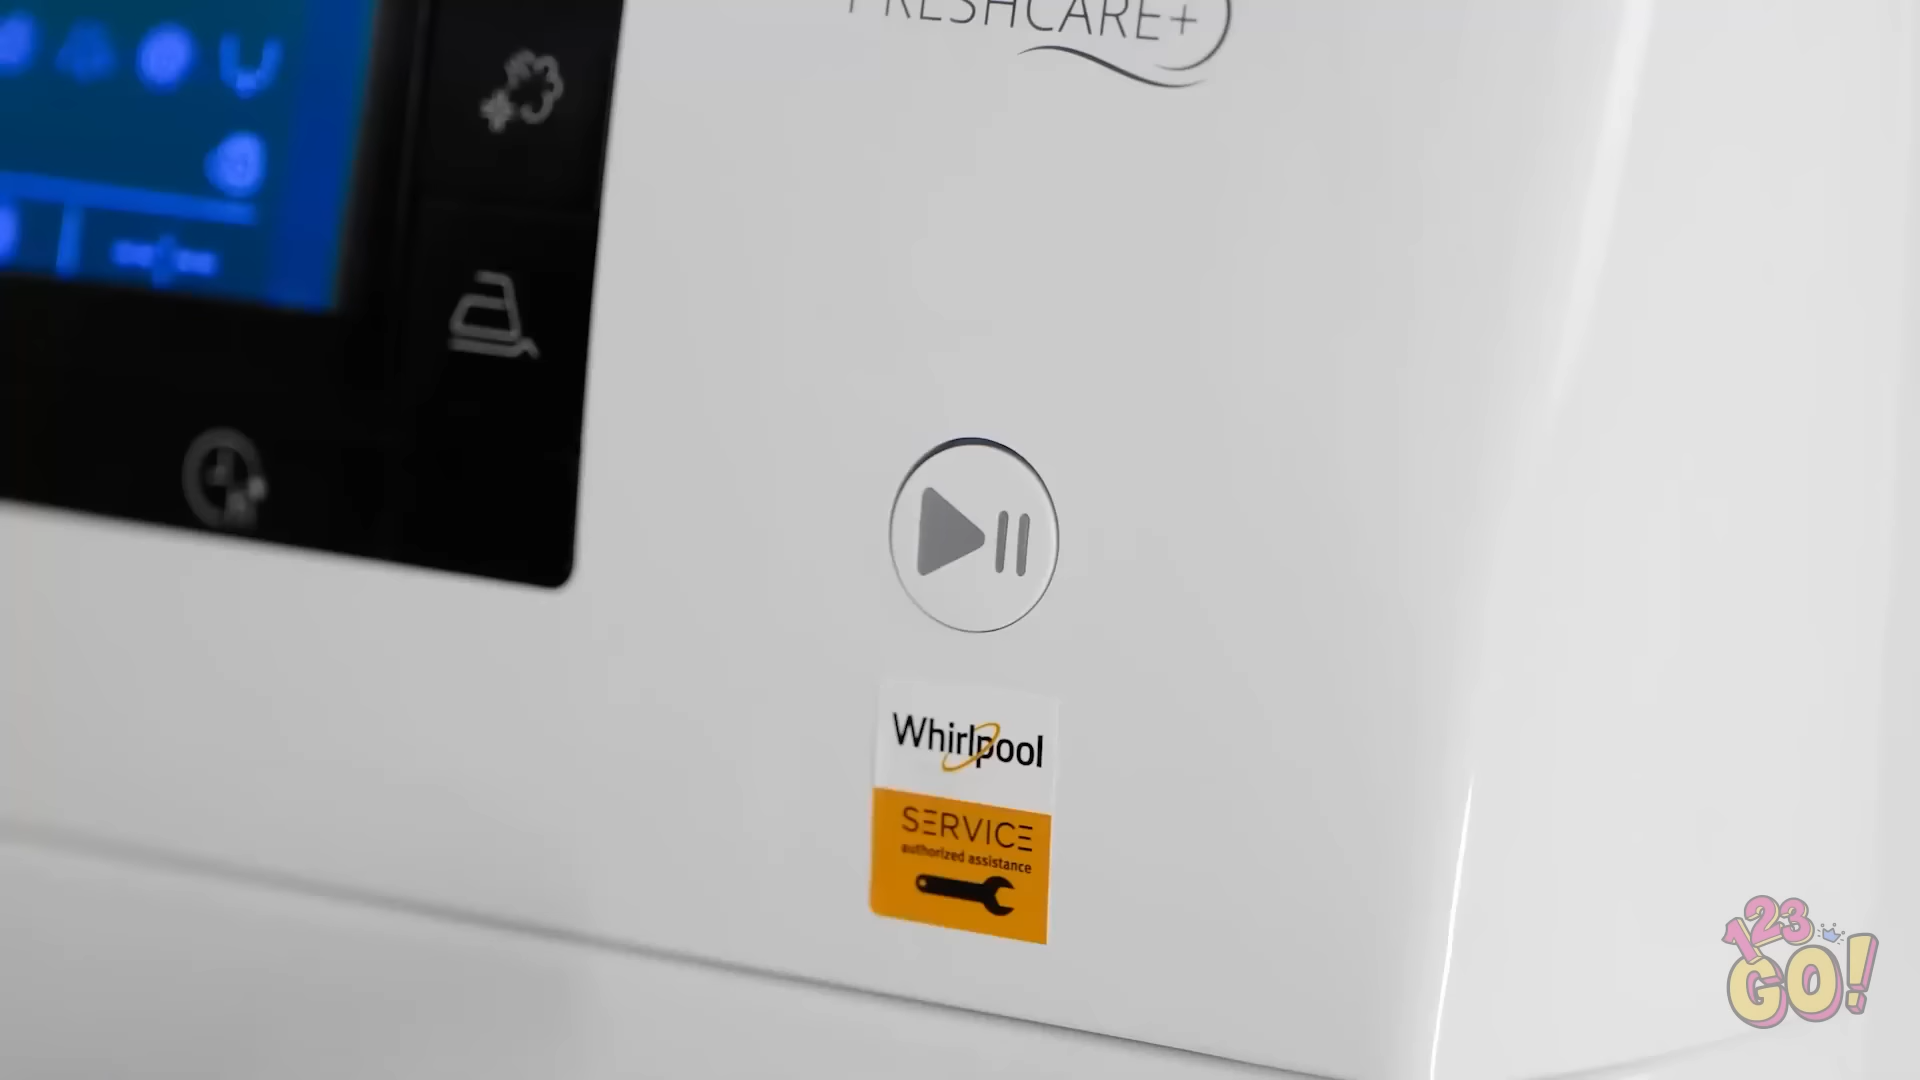 FRESHCARE+
Whirlpool
SERVICE
authorized assistance
123
GO!